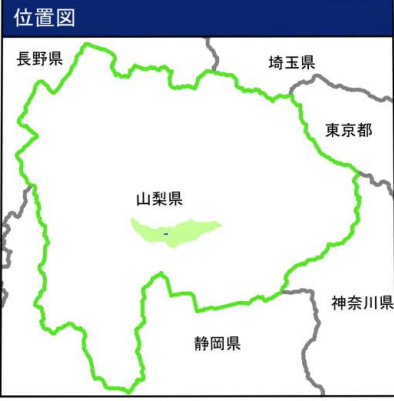 位置図
長野県
埼玉県
東京都
山梨県
神奈川県
静岡県